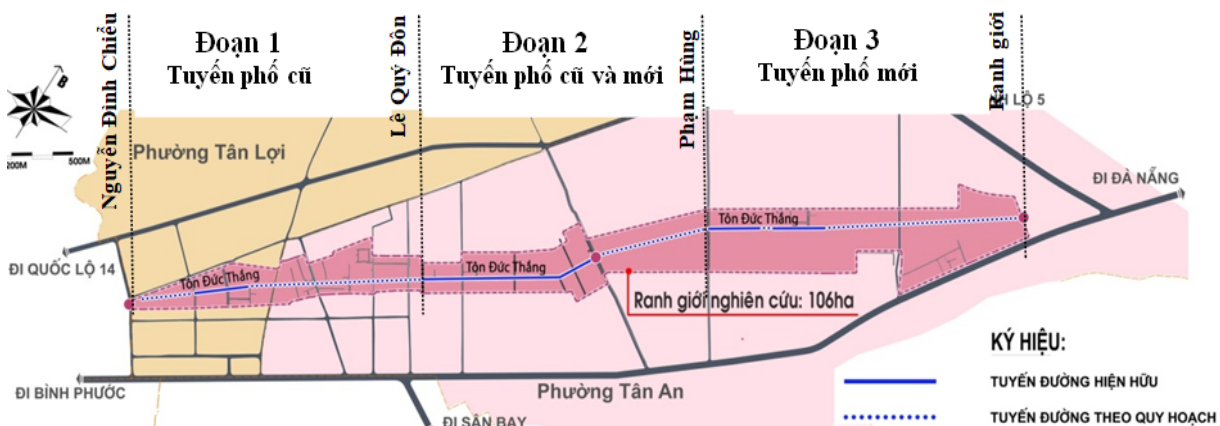 Nguyễn Đình Chiểu
Đoạn 1
Tuyến phố cũ
Lê Quý Đôn
Đoạn 2
Tuyến phố cũ và mới
Phạm Hùng
Đoạn 3
Tuyến phố mới
Ranh giới
B
200M
500M
LỘ 5
Phường Tân Lợi
ĐI ĐÀ NẴNG
ĐI QUỐC LỘ 14
Tôn Đức Thắng
Tôn Đức Thắng
Tôn Đức Thắng
Ranh giới nghiên cứu: 106ha
ĐI BÌNH PHƯỚC
Phường Tân An
ĐI SÂN BAY
KÝ HIỆU:
TUYẾN ĐƯỜNG HIỆN HỮU
TUYẾN ĐƯỜNG THEO QUY HOẠCH